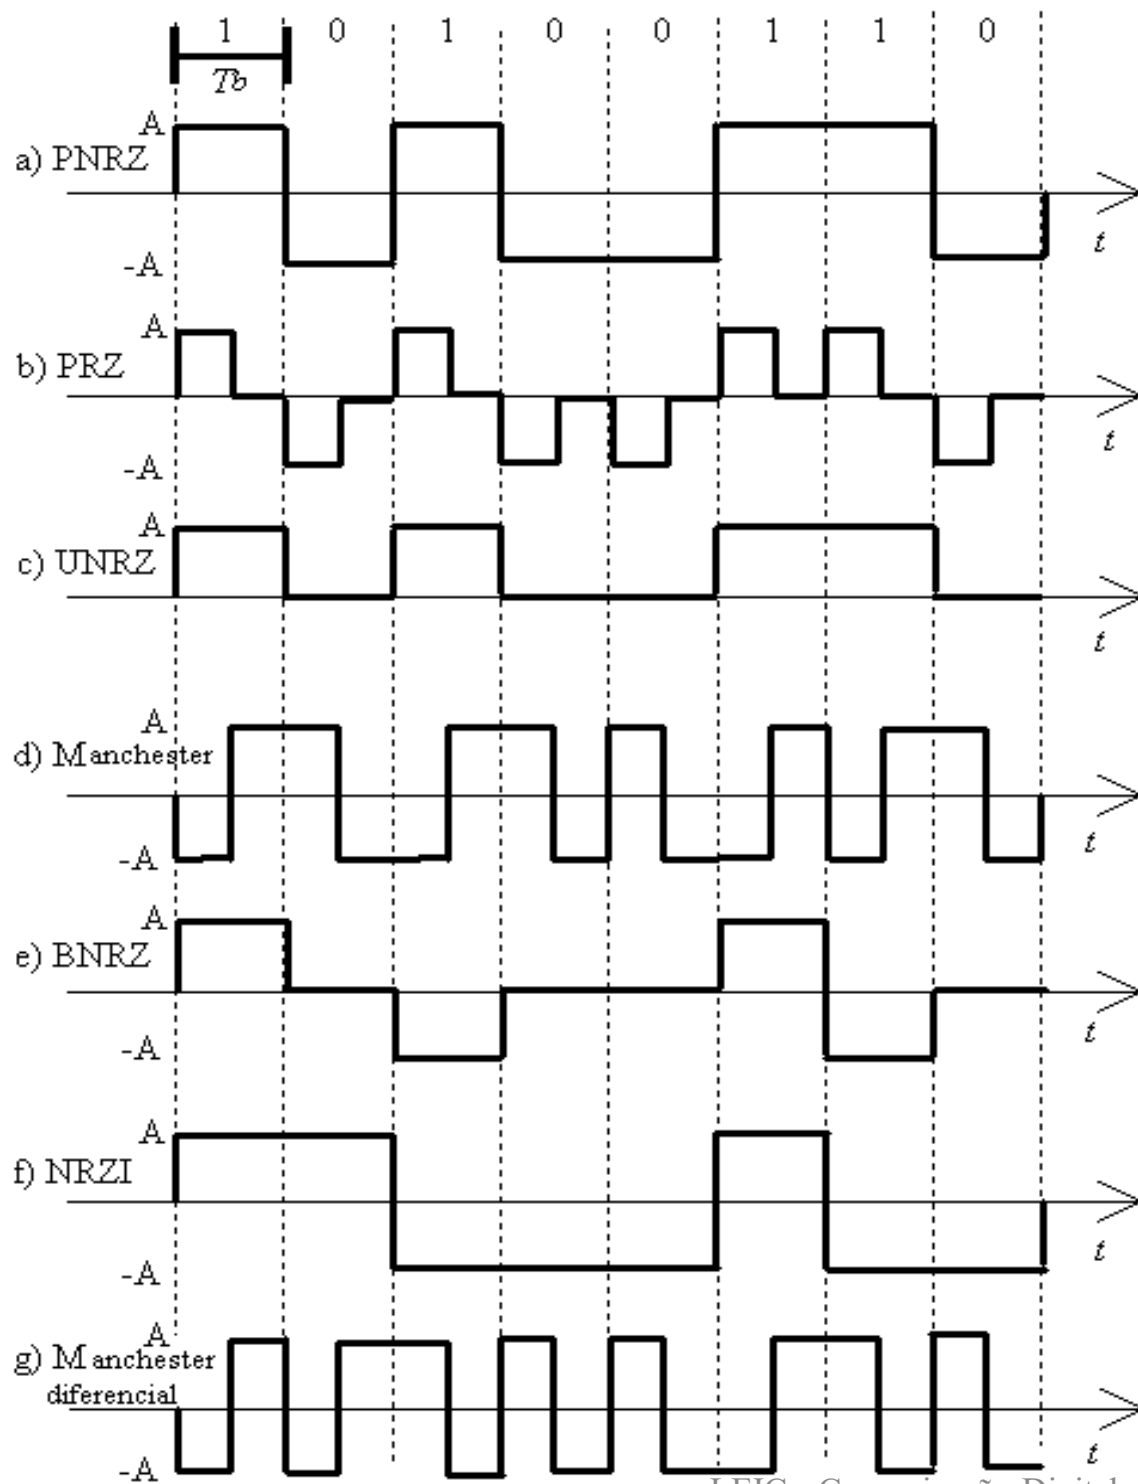 1 0 1 0 0 1 1 0
Tb
A
a) PNRZ
-A
t
A
b) PRZ
-A
t
A
c) UNRZ
t
A
d) Manchester
-A
t
A
e) BNRZ
-A
t
A
f) NRZI
-A
t
A
g) Manchester
diferencial
-A
t